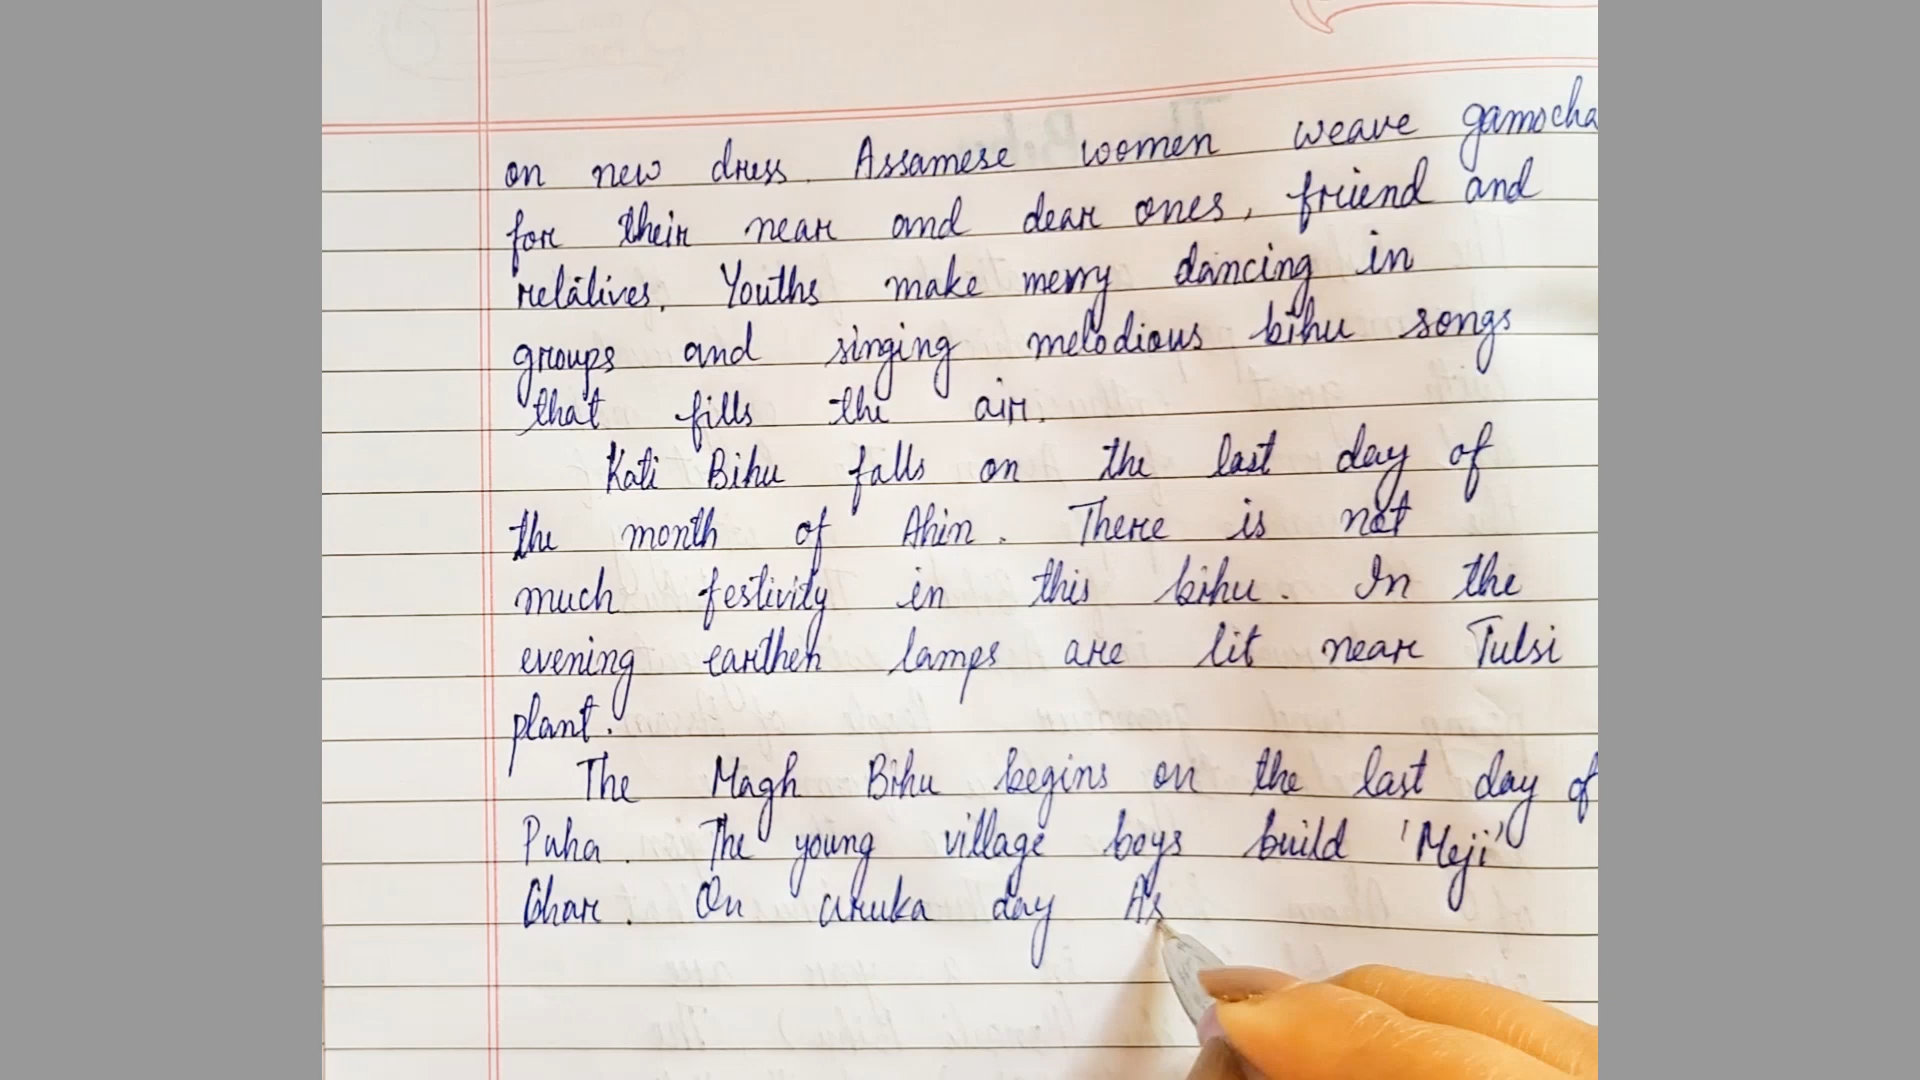 on new dress. Assamese women weave gamocha
for their near and dear ones, friend and
relatives. Youths make merry dancing in
groups and singing melodious bihu songs
that fills the air.
Kati Bihu falls on the last day of
the month of Ahin. There is not
much festivity in this bihu. In the
evening earthen lamps are lit near Tulsi
plant.
The Magh Bihu begins on the last day of
Puha. The young village boys build 'Meji'
Ghar. On uruka day As